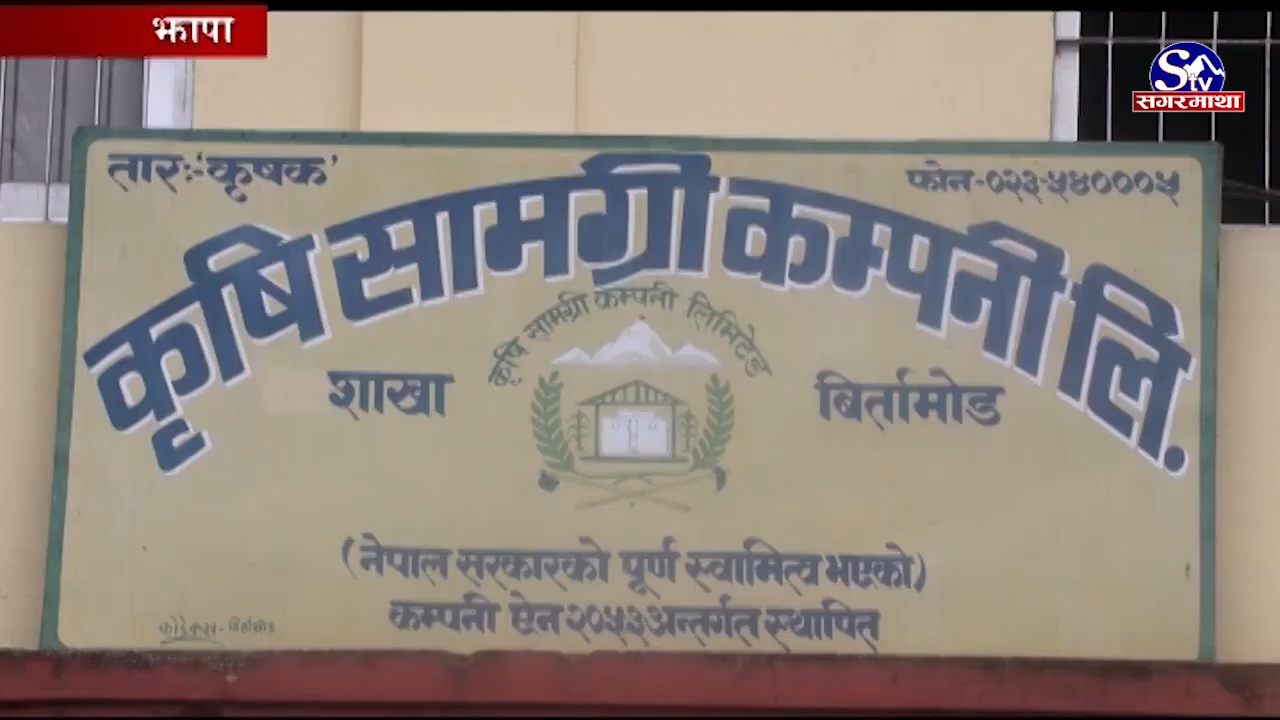 झापा
S tv
सगरमाथा
तारः-'कृषक'
फोन-०२३-५४०००५
कृषि सामग्री कम्पनी लि.
कृषि सामग्री कम्पनी लिमिटेड
शाखा बिर्तामोड
(नेपाल सरकारको पूर्ण स्वामित्व भएको)
कम्पनी ऐन २०५३ अन्तर्गत स्थापित